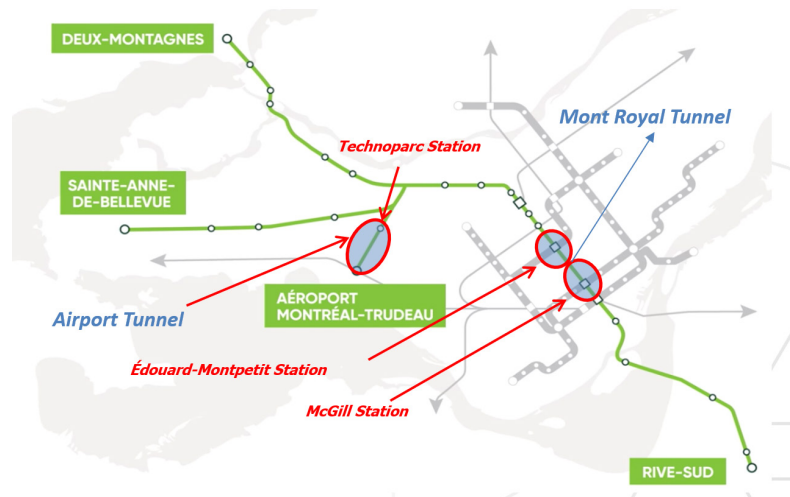 DEUX-MONTAGNES
Mont Royal Tunnel
Technoparc Station
SAINTE-ANNE-
DE-BELLEVUE
AÉROPORT
MONTRÉAL-TRUDEAU
Airport Tunnel
Édouard-Montpetit Station
McGill Station
RIVE-SUD